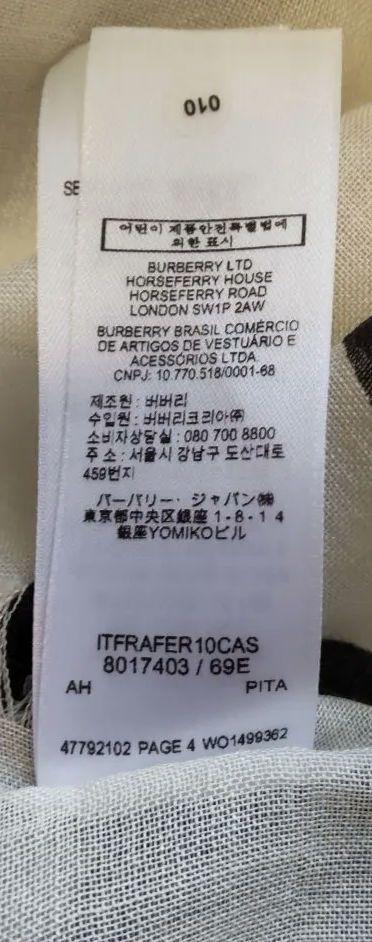 010
SE
어린이 제품안전특별법에
의한 표시
BURBERRY LTD
HORSEFERRY HOUSE
HORSEFERRY ROAD
LONDON SW1P 2AW
BURBERRY BRASIL COMÉRCIO
DE ARTIGOS DE VESTUÁRIO E
ACESSÓRIOS LTDA
CNPJ: 10.770.518/0001-68
제조원 : 버버리
수입원 : 버버리코리아㈜
소비자상담실 : 080 700 8800
주 소 : 서울시 강남구 도산대로
459번지
バーバリー・ ジャパン㈱
東京都中央区銀座 1-8-14
銀座YOMIKOビル
ITFRAFER10CAS
8017403 / 69E
AH PITA
47792102 PAGE 4 WO1499362